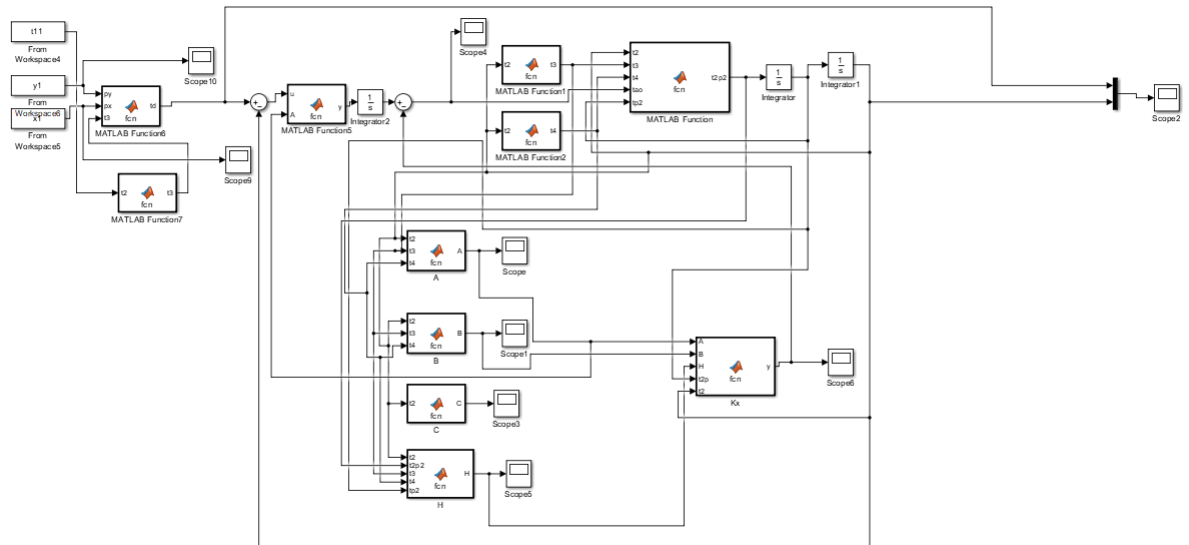 t11
From
Workspace4
y1
From
Workspace6
x1
From
Workspace5
Scope10
py
px
t3
td
fcn
MATLAB Function6
Scope9
t2
t3
fcn
MATLAB Function7
+
−
u
A
y
fcn
MATLAB Function5
1
s
Integrator2
+
−
Scope4
t2
t3
fcn
MATLAB Function1
t2
t4
fcn
MATLAB Function2
t2
t3
t4
tao
tp2
t2p2
fcn
MATLAB Function
1
s
Integrator
1
s
Integrator1
Scope2
t2
t3
t4
A
fcn
A
Scope
t2
t3
t4
B
fcn
B
Scope1
t2
C
fcn
C
Scope3
t2
t2p2
t3
t4
tp2
H
fcn
H
Scope5
A
B
H
t2p
t2
y
fcn
Kx
Scope6